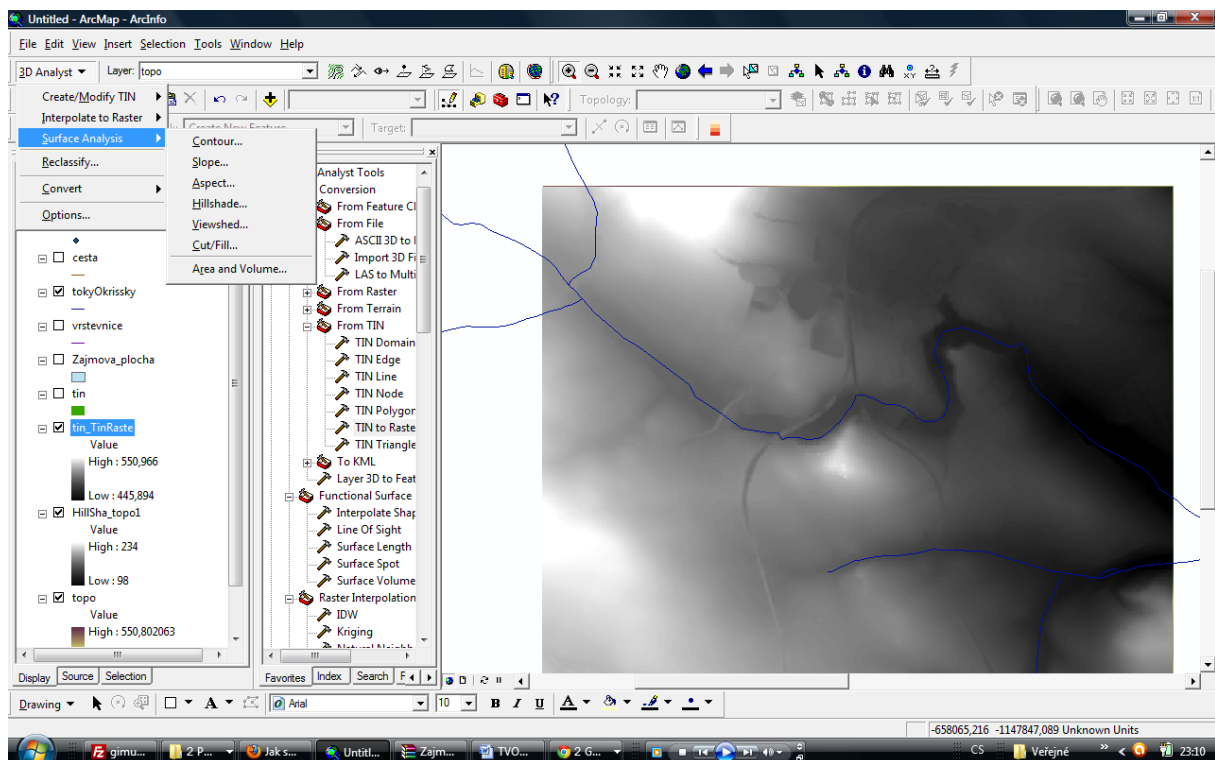 Untitled - ArcMap - ArcInfo
File Edit View Insert Selection Tools Window Help
3D Analyst
Layer: topo
Topology:
Create New Feature
Target:
Create/Modify TIN
Interpolate to Raster
Surface Analysis
Reclassify...
Convert
Options...
Contour...
Slope...
Aspect...
Hillshade...
Viewshed...
Cut/Fill...
Area and Volume...
cesta
tokyOkrissky
vrstevnice
Zajmova_plocha
tin
tin_TinRaste
Value
High : 550,966
Low : 445,894
HillSha_topo1
Value
High : 234
Low : 98
topo
Value
High : 550,802063
Display Source Selection
Analyst Tools
Conversion
From Feature Cl
From File
ASCII 3D to
Import 3D Fi
LAS to Multi
From Raster
From Terrain
From TIN
TIN Domain
TIN Edge
TIN Line
TIN Node
TIN Polygor
TIN to Raste
TIN Triangle
To KML
Layer 3D to Feat
Functional Surface
Interpolate Shap
Line Of Sight
Surface Length
Surface Spot
Surface Volume
Raster Interpolation
IDW
Kriging
Favorites Index Search
Drawing
A
Arial
10
B I U A
-658065,216 -1147847,089 Unknown Units
gimu...
2 P...
Jak s...
Untitl...
Zajm...
TVO...
2 G...
CS
Veřejné
23:10